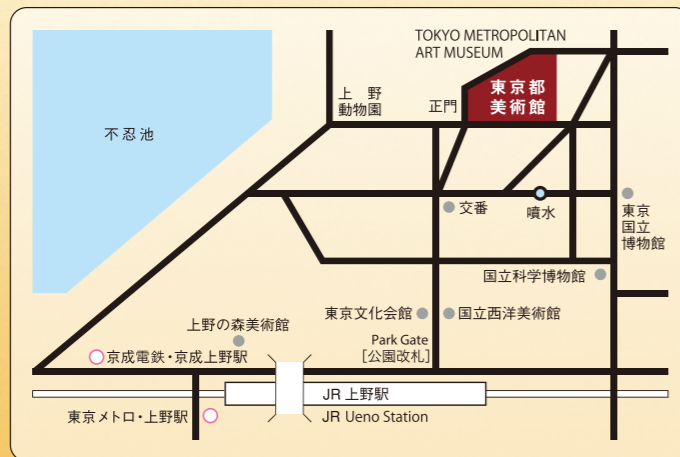 TOKYO METROPOLITAN
ART MUSEUM
東京都
美術館
上 野
動物園
正門
不忍池
交番
噴水
東京
国立
博物館
国立科学博物館
東京文化会館
国立西洋美術館
上野の森美術館
Park Gate
[公園改札]
京成電鉄・京成上野駅
JR 上野駅
東京メトロ・上野駅
JR Ueno Station